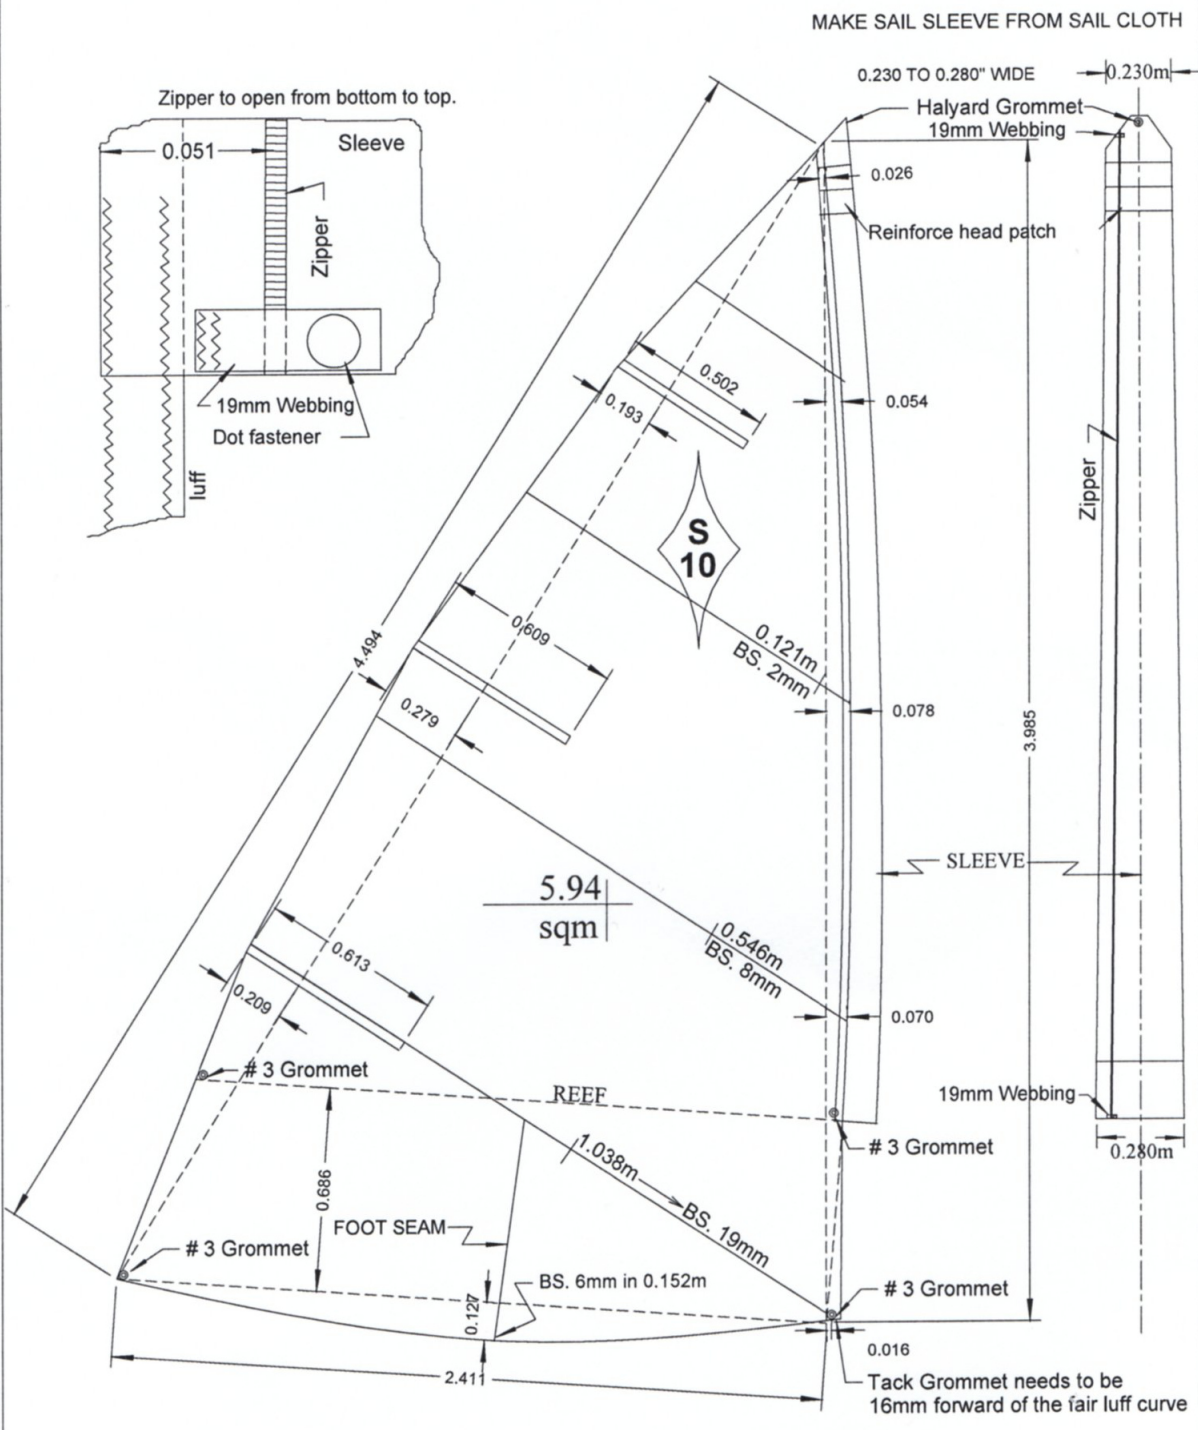 MAKE SAIL SLEEVE FROM SAIL CLOTH
0.230 TO 0.280" WIDE
0.230m
Zipper to open from bottom to top.
Halyard Grommet
19mm Webbing
0.051
Sleeve
0.026
Zipper
Reinforce head patch
0.502
0.193
0.054
19mm Webbing
Dot fastener
luff
Zipper
S
10
0.609
4.494
0.121m
BS. 2mm
0.279
0.078
3.985
SLEEVE
5.94
sqm
0.546m
BS. 8mm
0.613
0.209
0.070
# 3 Grommet
REEF
19mm Webbing
# 3 Grommet
0.280m
1.038m
BS. 19mm
0.686
FOOT SEAM
# 3 Grommet
BS. 6mm in 0.152m
# 3 Grommet
0.127
0.016
2.411
Tack Grommet needs to be
16mm forward of the fair luff curve